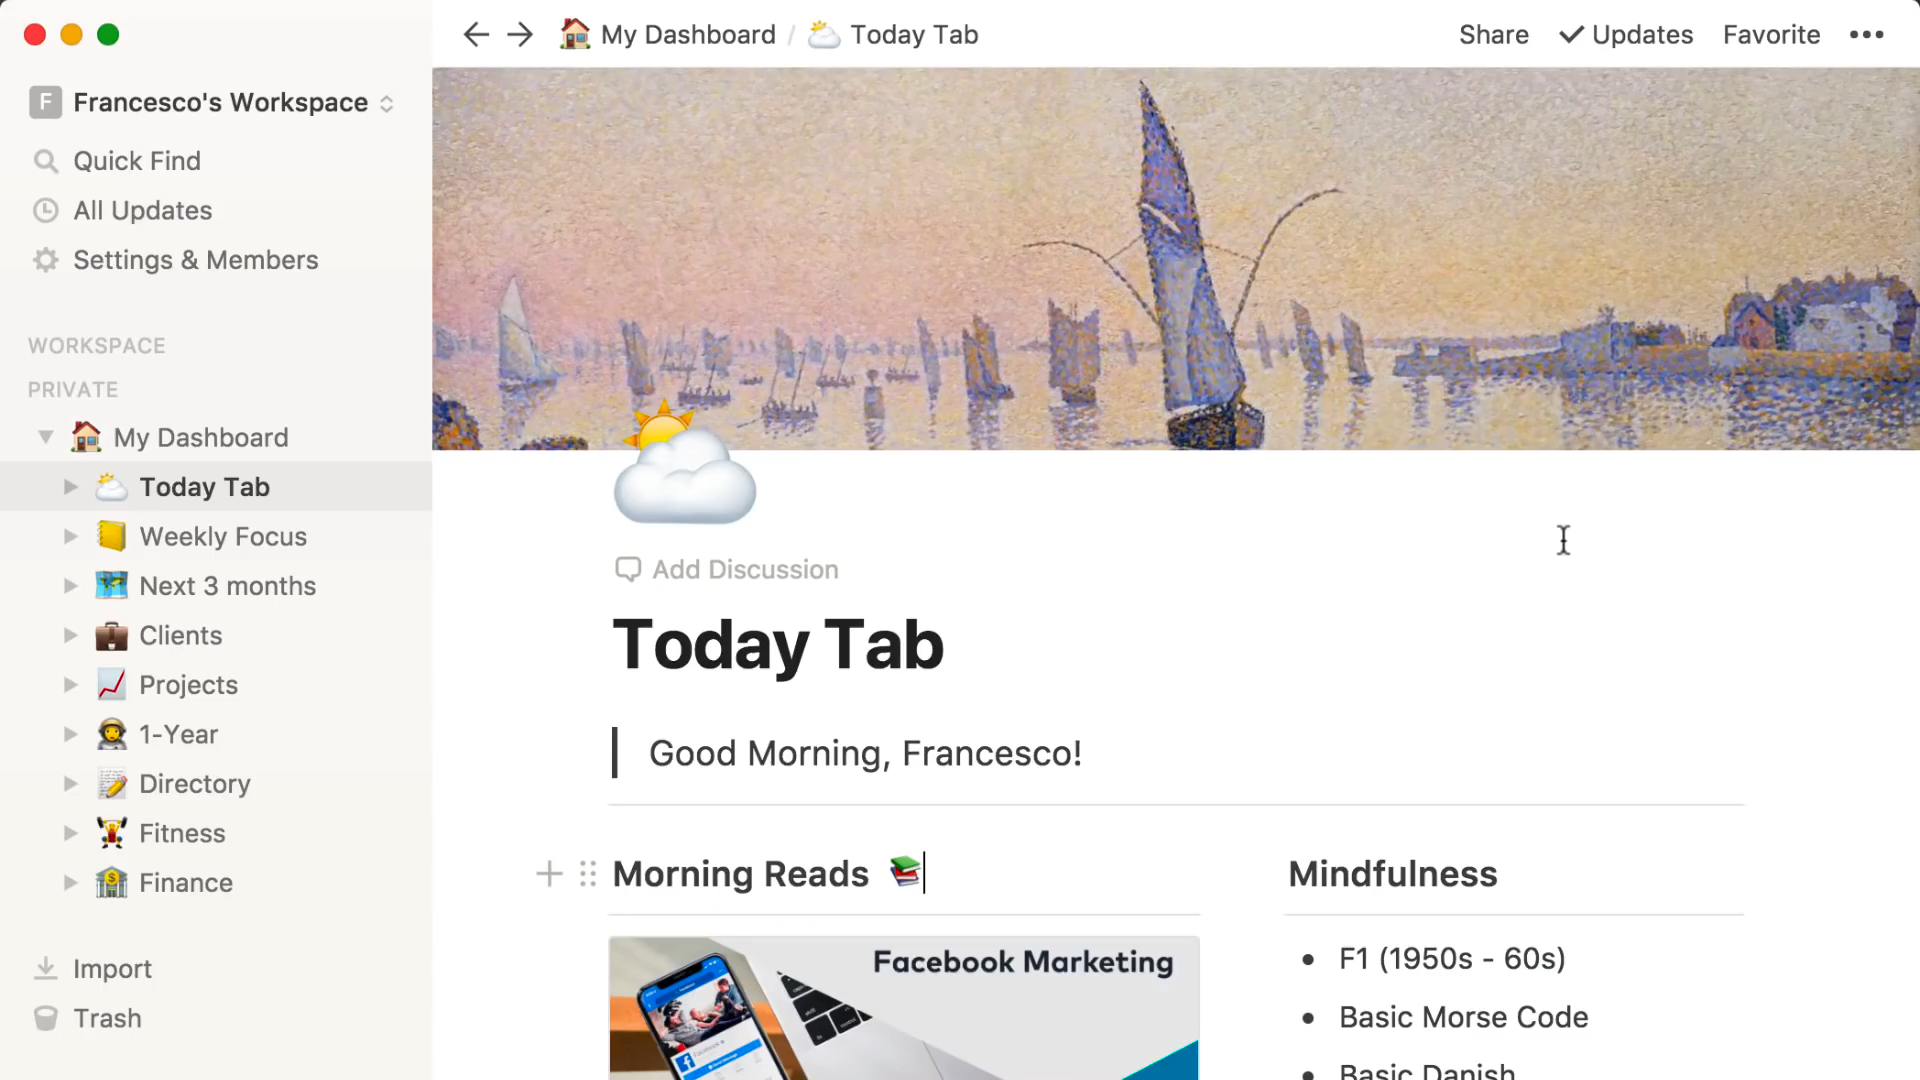 My Dashboard / Today Tab
Share Updates Favorite
F Francesco's Workspace
Quick Find
All Updates
Settings & Members
WORKSPACE
PRIVATE
My Dashboard
Today Tab
Weekly Focus
Next 3 months
Clients
Projects
1-Year
Directory
Fitness
Finance
Import
Trash
Add Discussion
Today Tab
Good Morning, Francesco!
Morning Reads
Facebook Marketing
Mindfulness
F1 (1950s - 60s)
Basic Morse Code
Basic Danish